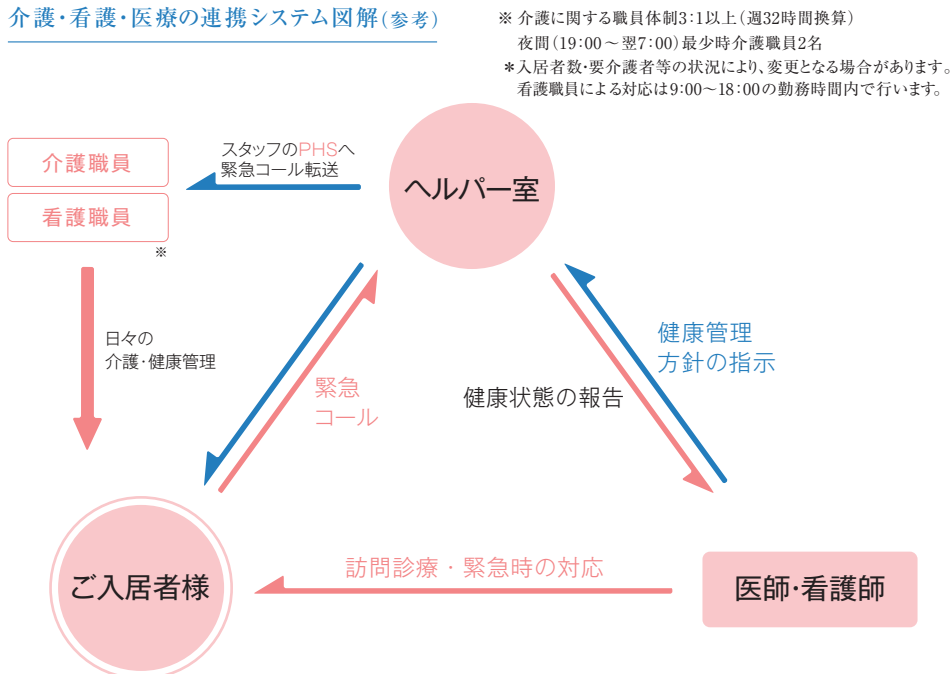 介護・看護・医療の連携システム図解(参考)
※ 介護に関する職員体制3:1以上(週32時間換算)
夜間(19:00～翌7:00)最少時介護職員2名
*入居者数・要介護者等の状況により、変更となる場合があります。
看護職員による対応は9:00～18:00の勤務時間内で行います。
介護職員
看護職員
※
スタッフのPHSへ
緊急コール転送
ヘルパー室
日々の
介護・健康管理
緊急
コール
健康状態の報告
健康管理
方針の指示
ご入居者様
訪問診療・緊急時の対応
医師・看護師